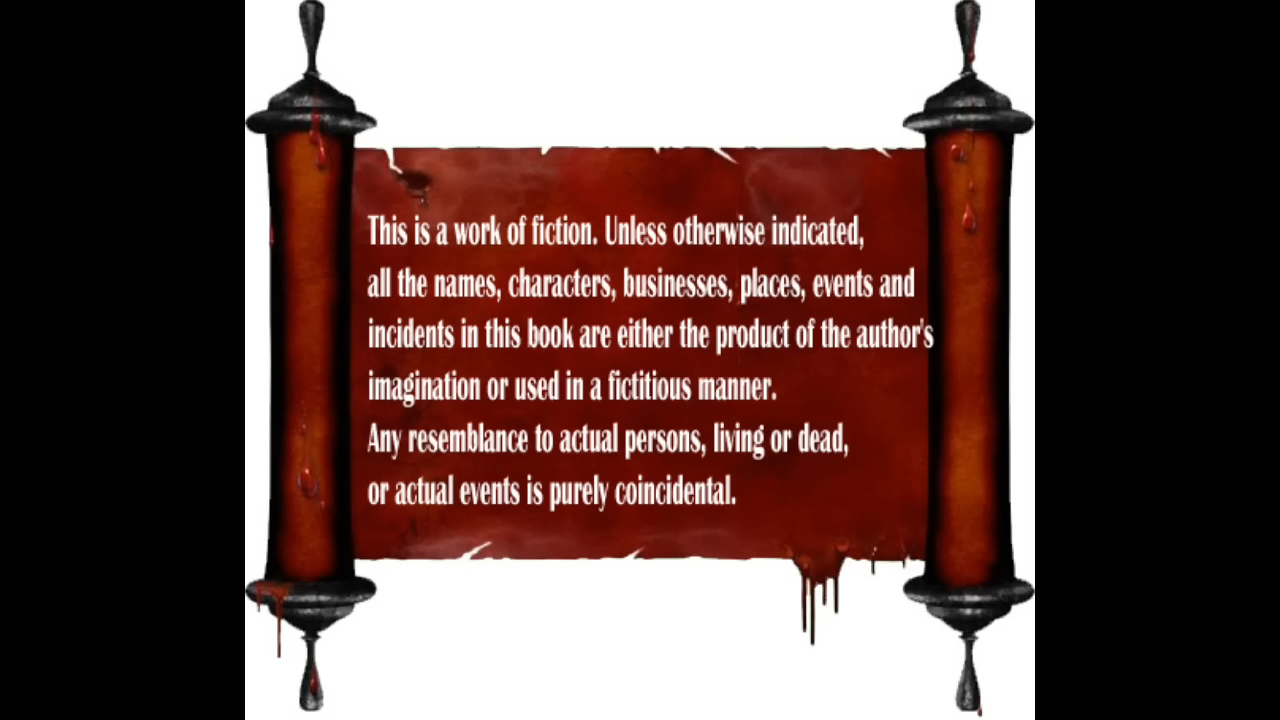 This is a work of fiction. Unless otherwise indicated,
all the names, characters, businesses, places, events and
incidents in this book are either the product of the author's
imagination or used in a fictitious manner.
Any resemblance to actual persons, living or dead,
or actual events is purely coincidental.